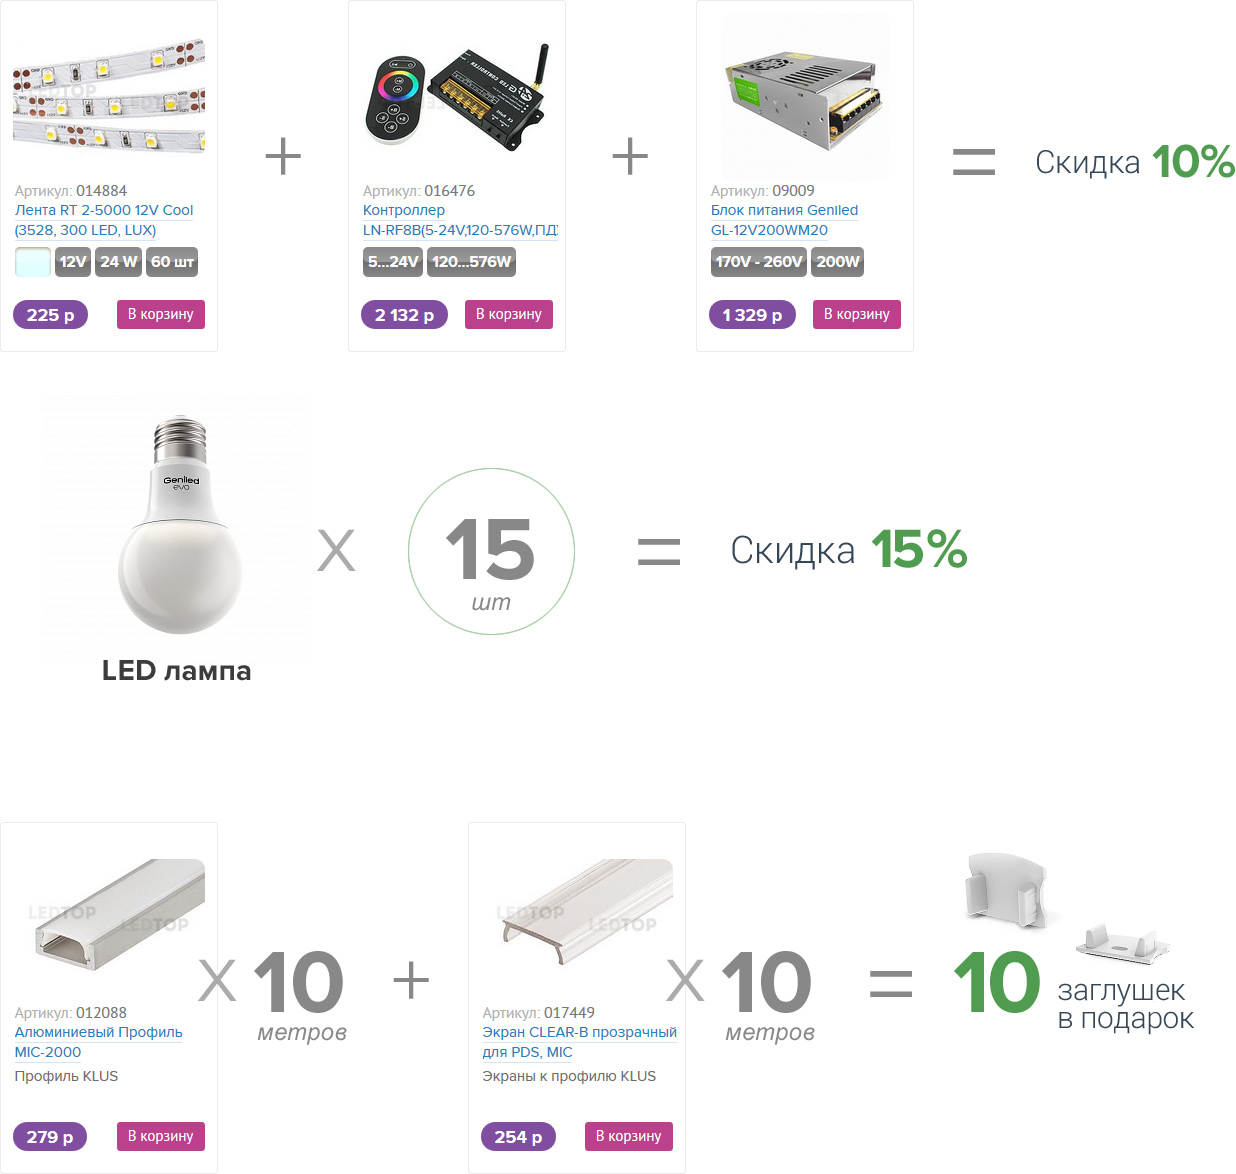 LEDTOP
LEDTOP
+
+
=
Скидка 10%
Артикул: 014884
Лента RT 2-5000 12V Cool
(3528, 300 LED, LUX)
12V 24 W 60 шт
225 р В корзину
Артикул: 016476
Контроллер
LN-RF8B(5-24V,120-576W,ПД
5...24V 120...576W
2 132 р В корзину
Артикул: 09009
Блок питания Geniled
GL-12V200WM20
170V - 260V 200W
1 329 р В корзину
Geniled
evo
LED лампа
X
15
шт
=
Скидка 15%
LEDTOP
LEDTOP
Артикул: 012088
Алюминиевый Профиль
MIC-2000
Профиль KLUS
279 р В корзину
X 10
метров
+
LEDTOP
LEDTOP
Артикул: 017449
Экран CLEAR-B прозрачный
для PDS, MIC
Экраны к профилю KLUS
254 р В корзину
X 10
метров
=
10 заглушек
в подарок